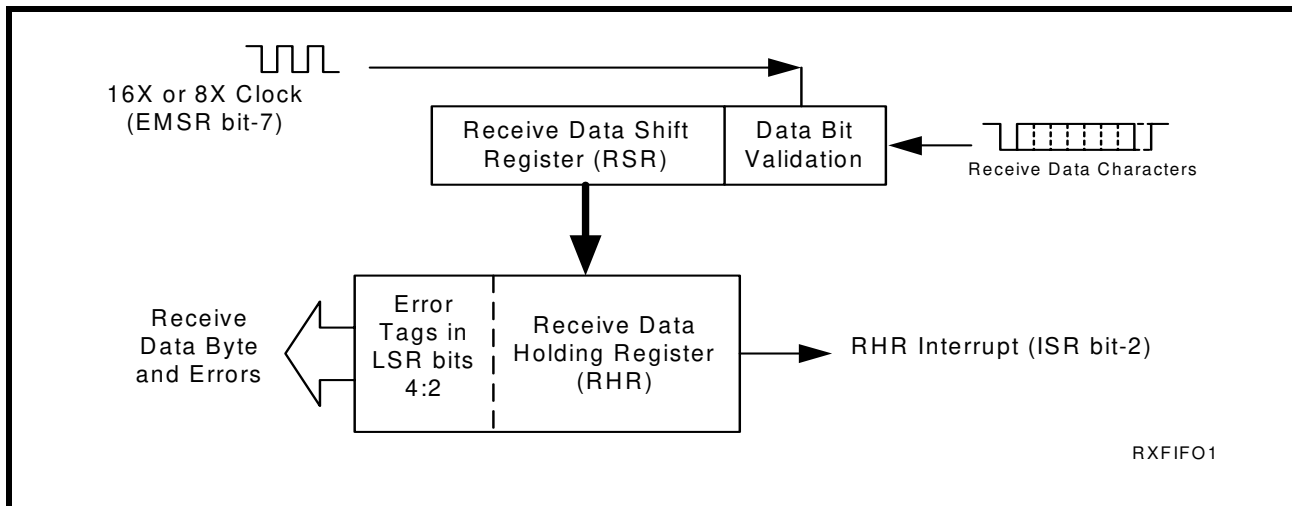 16X or 8X Clock
(EMSR bit-7)
Receive Data Shift
Register (RSR)
Data Bit
Validation
Receive Data Characters
Receive
Data Byte
and Errors
Error
Tags in
LSR bits
4:2
Receive Data
Holding Register
(RHR)
RHR Interrupt (ISR bit-2)
RXFIFO1